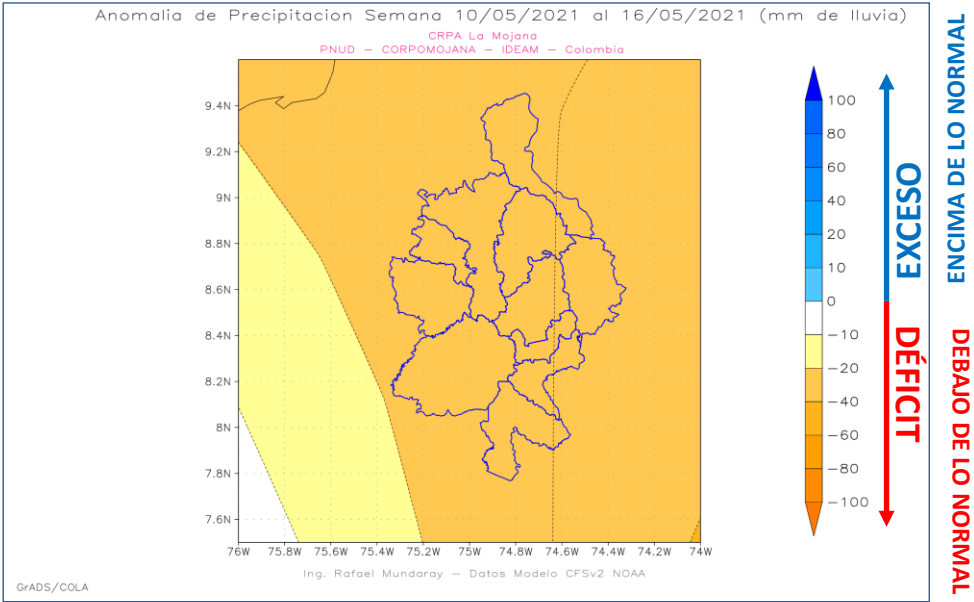 Anomalia de Precipitacion Semana 10/05/2021 al 16/05/2021 (mm de lluvia)
CRPA La Mojana
PNUD – CORPOMOJANA – IDEAM – Colombia
9.4N
9.2N
9N
8.8N
8.6N
8.4N
8.2N
8N
7.8N
7.6N
76W 75.8W 75.6W 75.4W 75.2W 75W 74.8W 74.6W 74.4W 74.2W 74W
Ing. Rafael Mundaray – Datos Modelo CFSv2 NOAA
GrADS/COLA
100
80
60
40
20
10
0
−10
−20
−40
−60
−80
−100
EXCESO
DÉFICIT
ENCIMA DE LO NORMAL
DEBAJO DE LO NORMAL